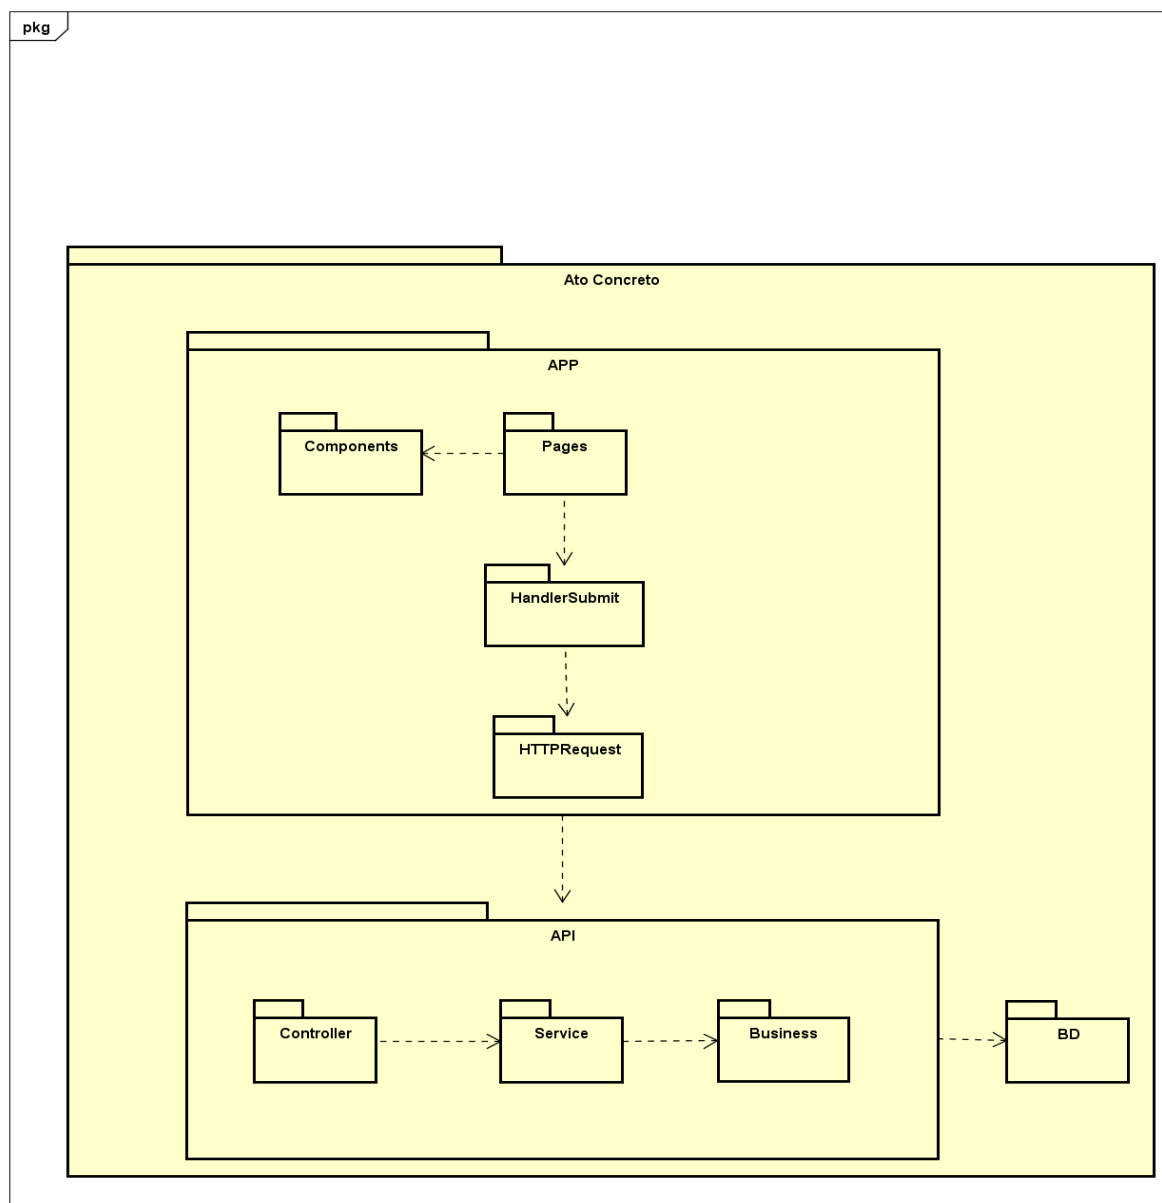 pkg
Ato Concreto
APP
Components
Pages
HandlerSubmit
HTTPRequest
API
Controller
Service
Business
BD